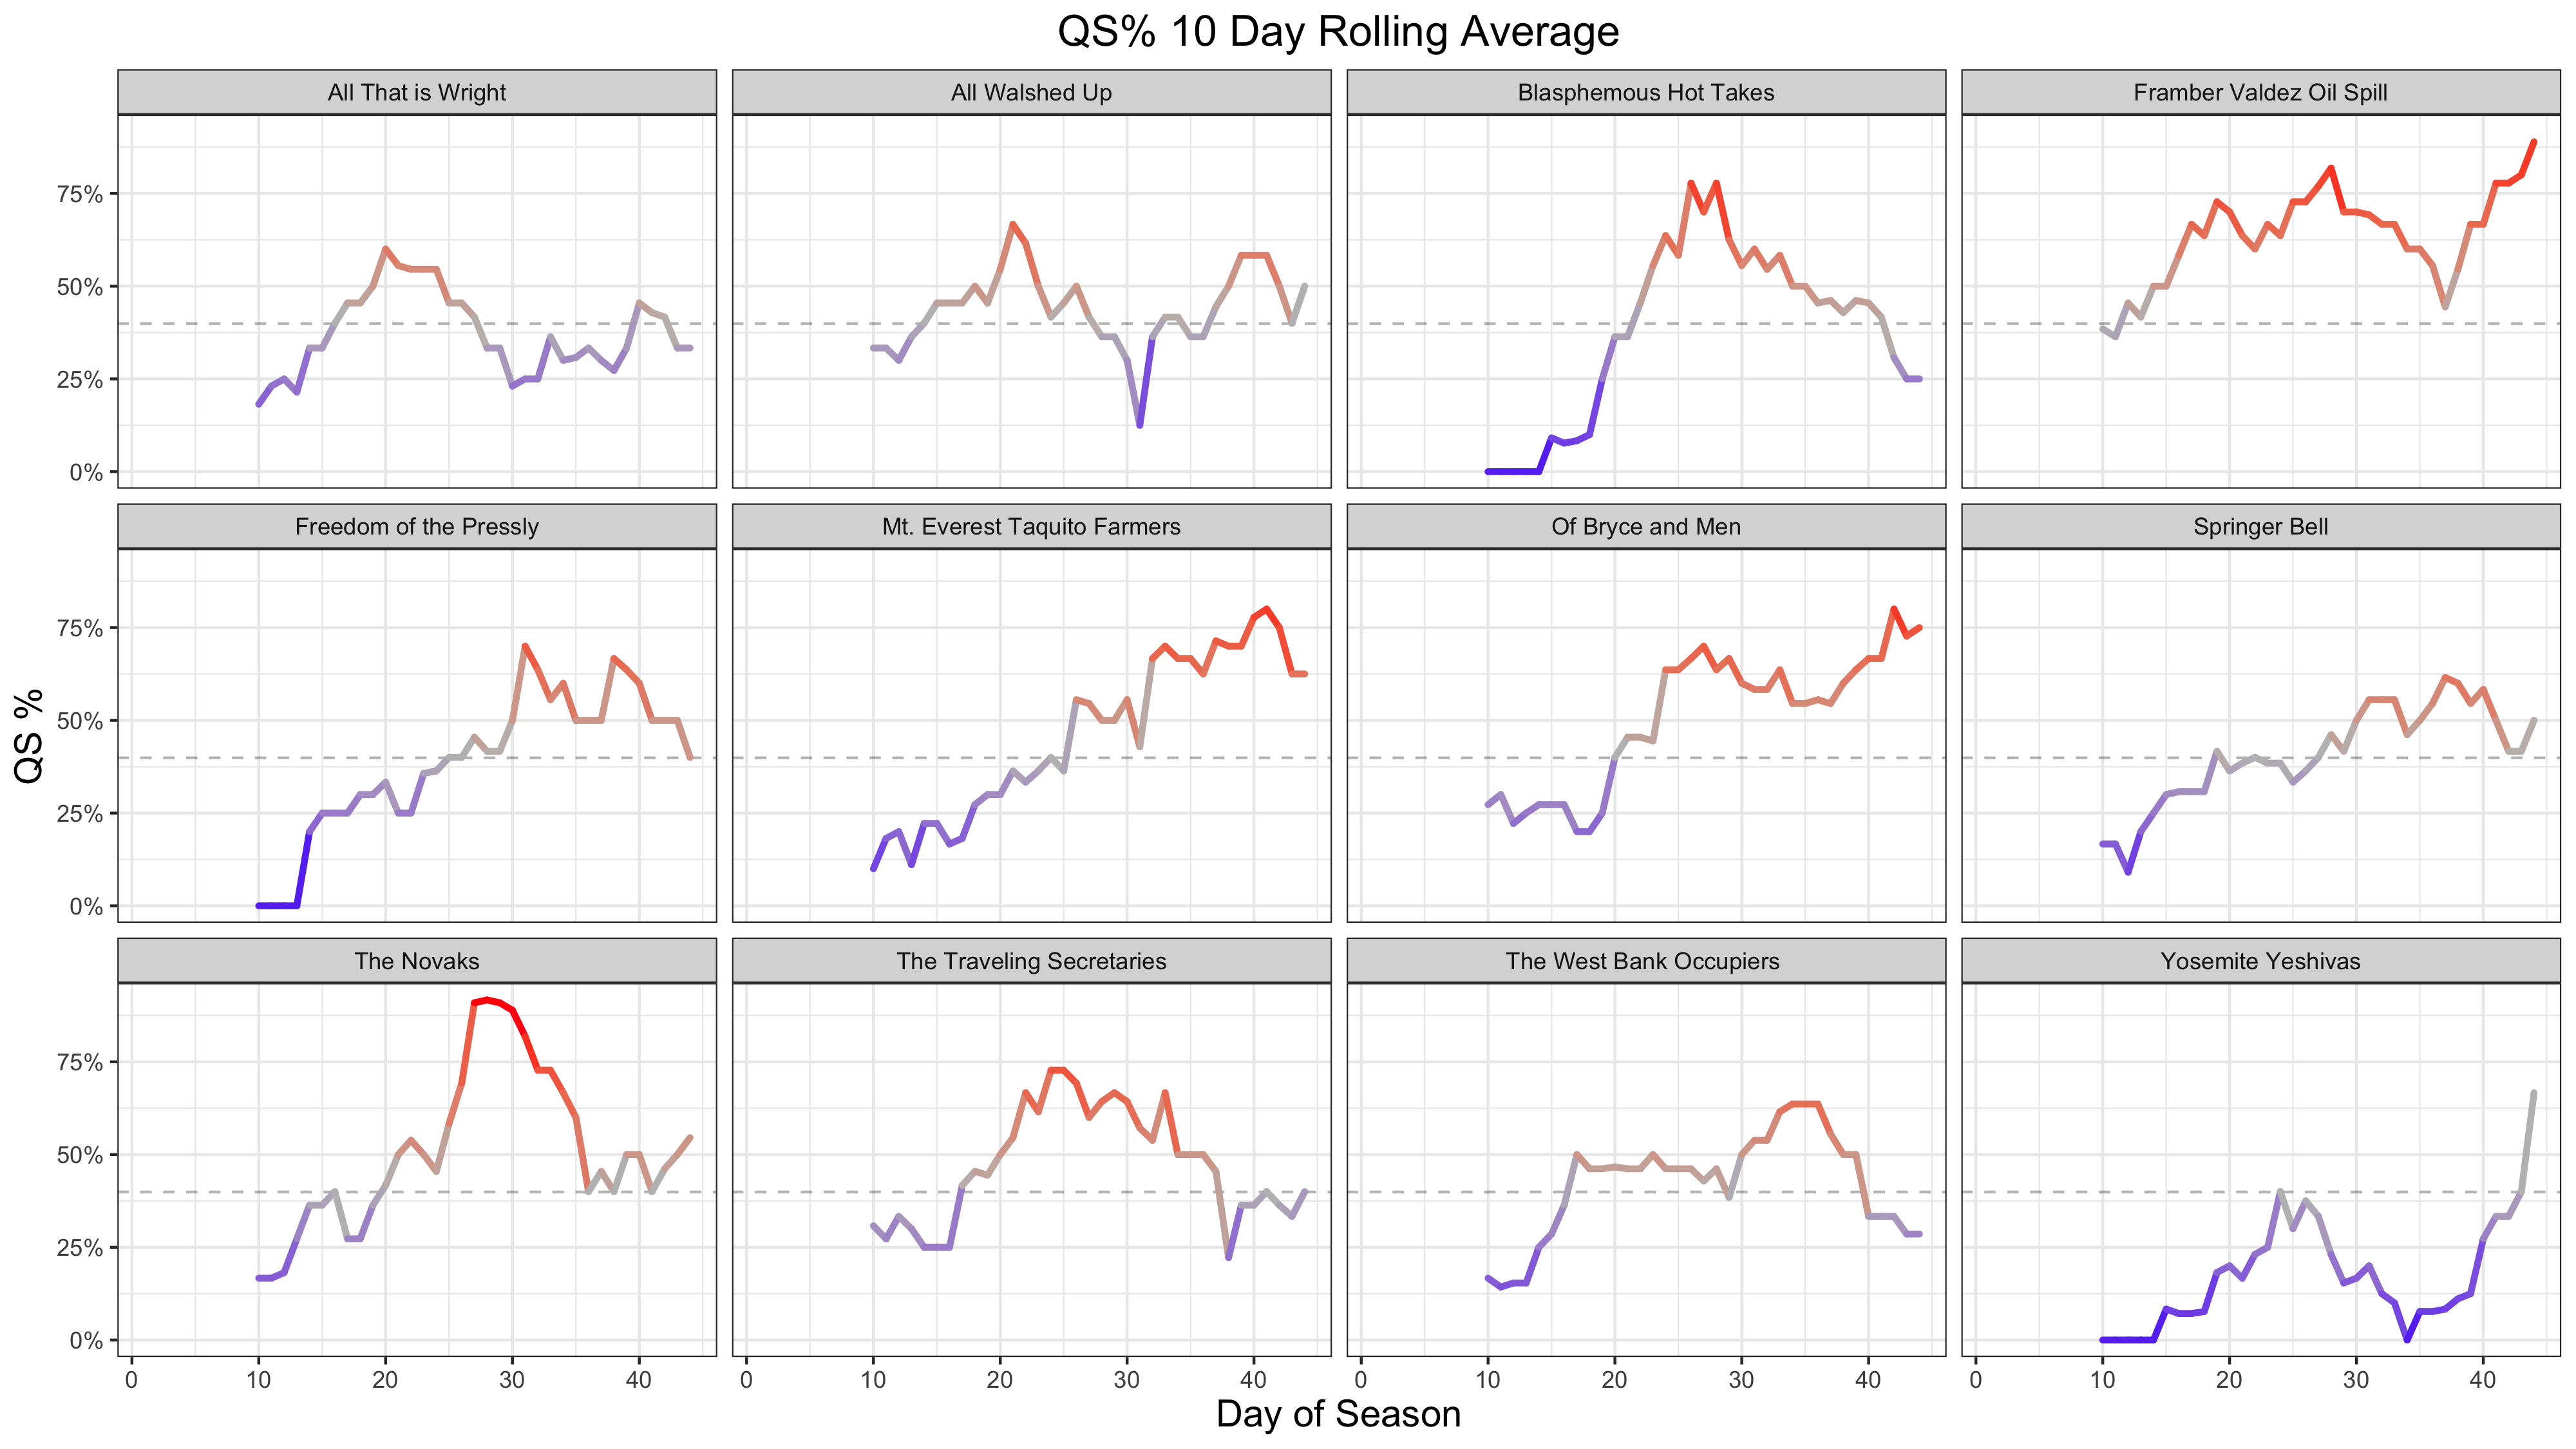 QS% 10 Day Rolling Average
All That is Wright
All Walshed Up
Blasphemous Hot Takes
Framber Valdez Oil Spill
75%
50%
25%
0%
Freedom of the Pressly
Mt. Everest Taquito Farmers
Of Bryce and Men
Springer Bell
75%
50%
25%
0%
QS %
The Novaks
The Traveling Secretaries
The West Bank Occupiers
Yosemite Yeshivas
75%
50%
25%
0%
0 10 20 30 40
0 10 20 30 40
0 10 20 30 40
0 10 20 30 40
Day of Season